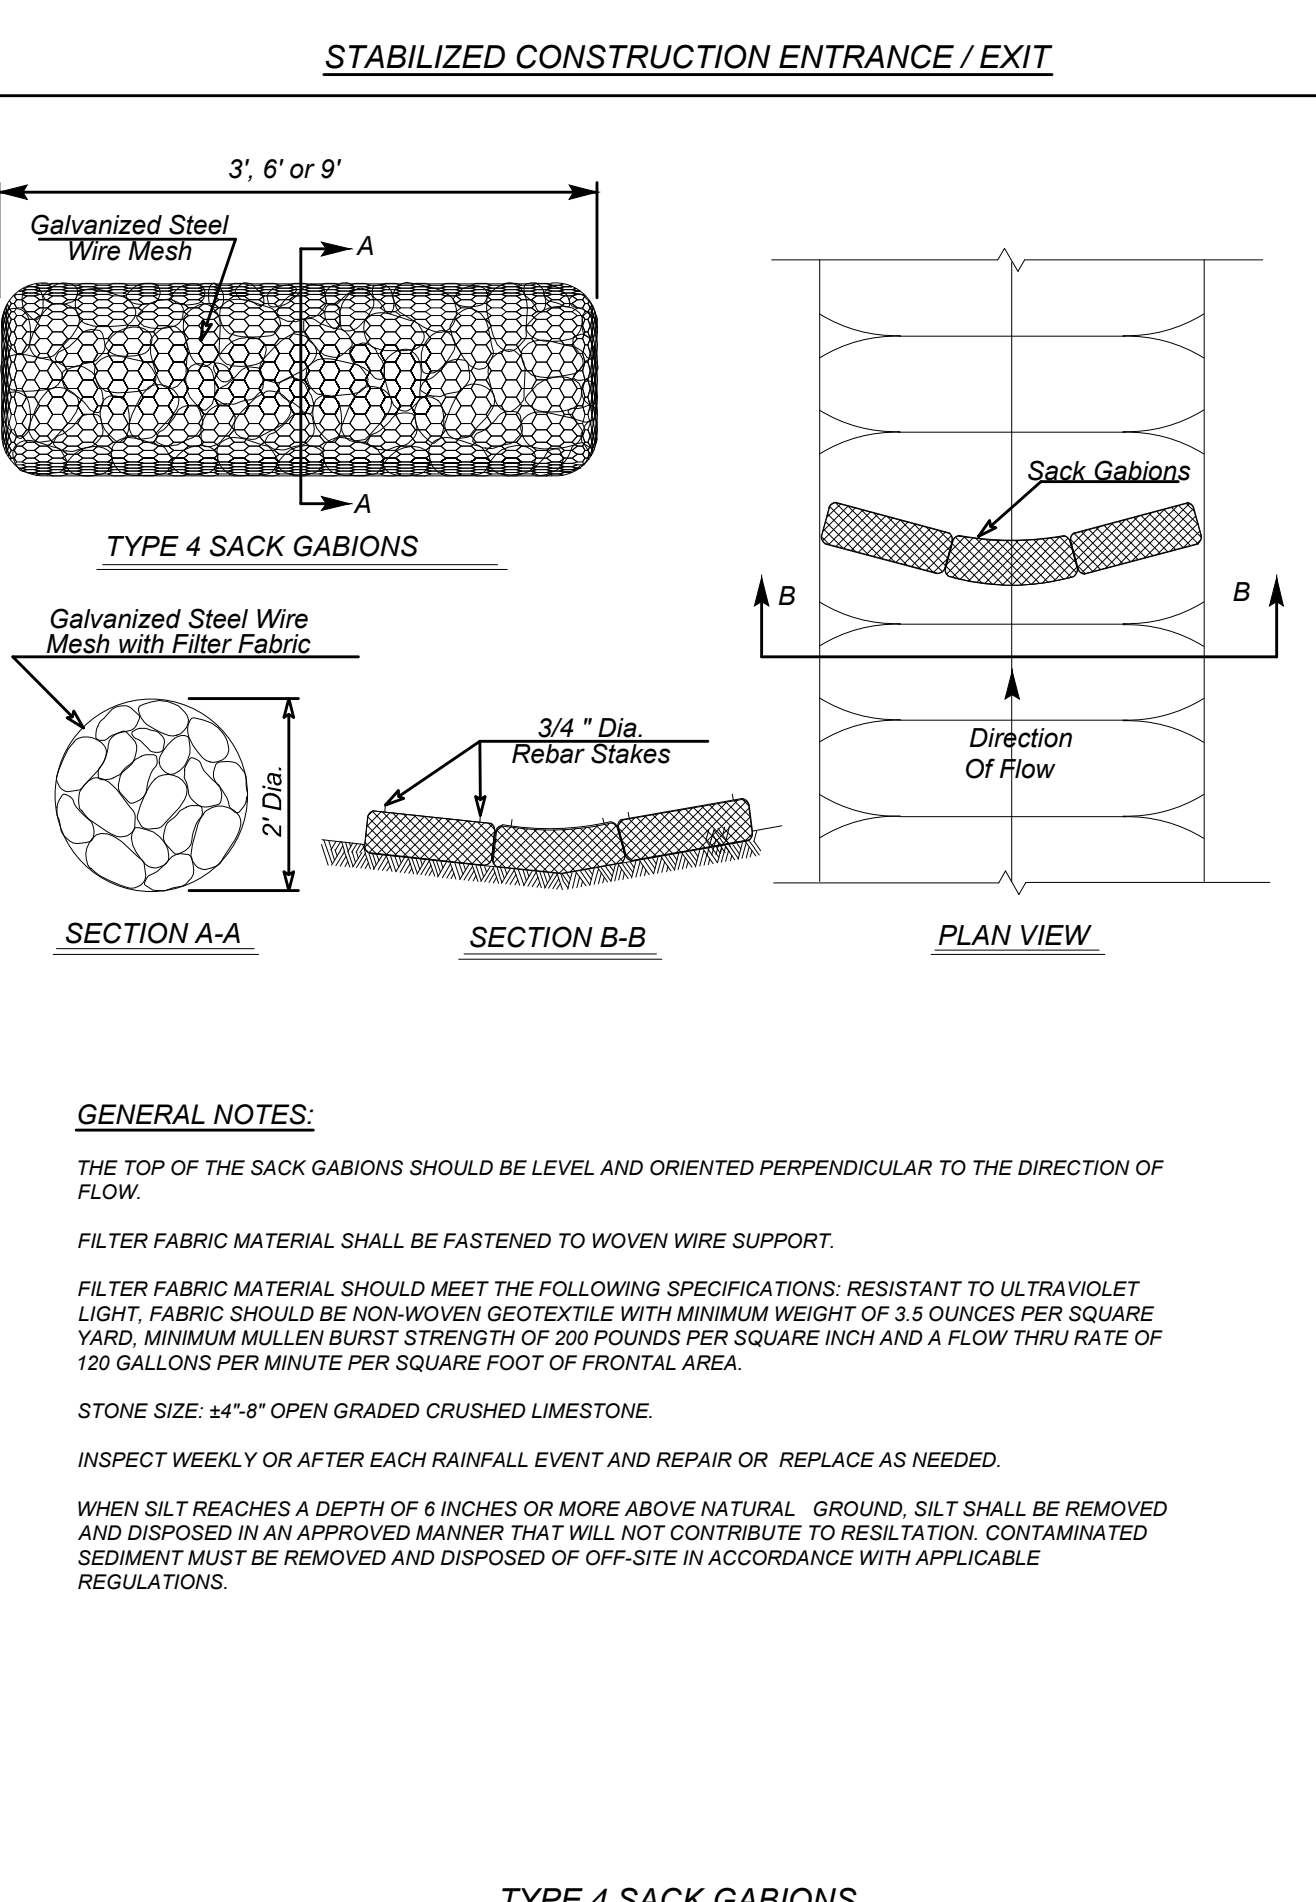 STABILIZED CONSTRUCTION ENTRANCE / EXIT
3', 6' or 9'
Galvanized Steel
Wire Mesh
A
A
TYPE 4 SACK GABIONS
Galvanized Steel Wire
Mesh with Filter Fabric
2' Dia.
SECTION A-A
3/4 " Dia.
Rebar Stakes
SECTION B-B
Sack Gabions
B
B
Direction
Of Flow
PLAN VIEW
GENERAL NOTES:
THE TOP OF THE SACK GABIONS SHOULD BE LEVEL AND ORIENTED PERPENDICULAR TO THE DIRECTION OF
FLOW.
FILTER FABRIC MATERIAL SHALL BE FASTENED TO WOVEN WIRE SUPPORT.
FILTER FABRIC MATERIAL SHOULD MEET THE FOLLOWING SPECIFICATIONS: RESISTANT TO ULTRAVIOLET
LIGHT, FABRIC SHOULD BE NON-WOVEN GEOTEXTILE WITH MINIMUM WEIGHT OF 3.5 OUNCES PER SQUARE
YARD, MINIMUM MULLEN BURST STRENGTH OF 200 POUNDS PER SQUARE INCH AND A FLOW THRU RATE OF
120 GALLONS PER MINUTE PER SQUARE FOOT OF FRONTAL AREA.
STONE SIZE: ±4"-8" OPEN GRADED CRUSHED LIMESTONE.
INSPECT WEEKLY OR AFTER EACH RAINFALL EVENT AND REPAIR OR REPLACE AS NEEDED.
WHEN SILT REACHES A DEPTH OF 6 INCHES OR MORE ABOVE NATURAL GROUND, SILT SHALL BE REMOVED
AND DISPOSED IN AN APPROVED MANNER THAT WILL NOT CONTRIBUTE TO RESILTATION. CONTAMINATED
SEDIMENT MUST BE REMOVED AND DISPOSED OF OFF-SITE IN ACCORDANCE WITH APPLICABLE
REGULATIONS.
TYPE 4 SACK GABIONS